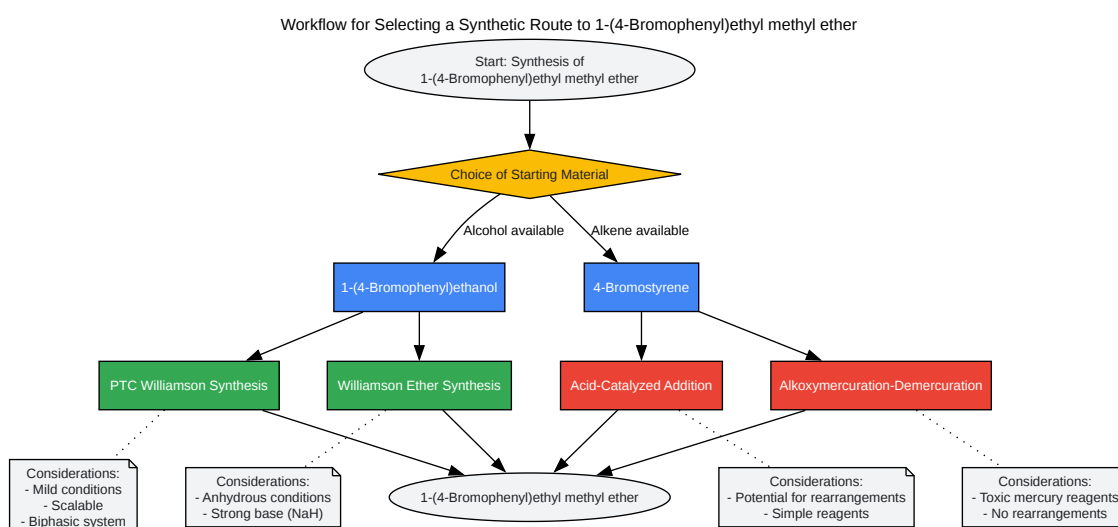 Workflow for Selecting a Synthetic Route to 1-(4-Bromophenyl)ethyl methyl ether
Start: Synthesis of
1-(4-Bromophenyl)ethyl methyl ether
Choice of Starting Material
Alcohol available
Alkene available
1-(4-Bromophenyl)ethanol
4-Bromostyrene
PTC Williamson Synthesis
Williamson Ether Synthesis
Acid-Catalyzed Addition
Alkoxymercuration-Demercuration
Considerations:
- Mild conditions
- Scalable
- Biphasic system
Considerations:
- Anhydrous conditions
- Strong base (NaH)
1-(4-Bromophenyl)ethyl methyl ether
Considerations:
- Potential for rearrangements
- Simple reagents
Considerations:
- Toxic mercury reagents
- No rearrangements